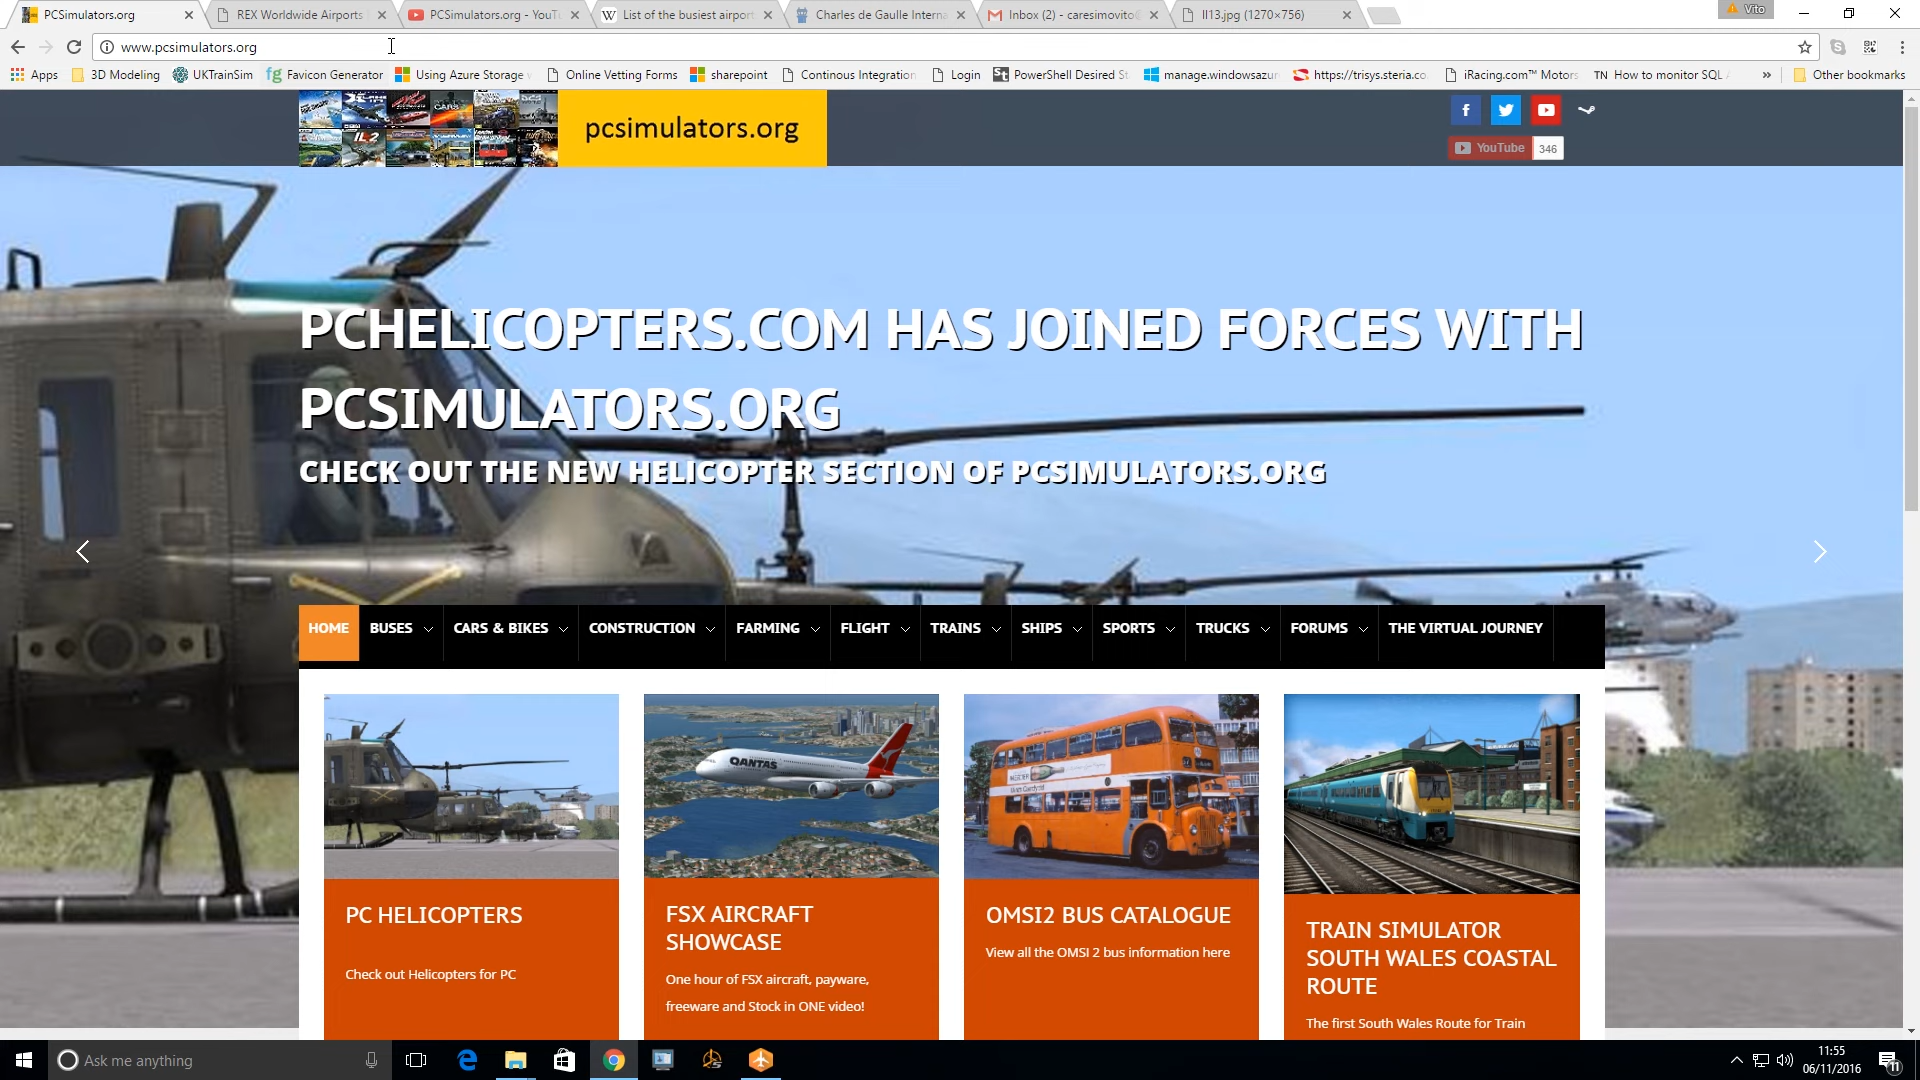 PCSimulators.org
REX Worldwide Airports
PCSimulators.org - YouTu
List of the busiest airport
Charles de Gaulle Interna
Inbox (2) - caresimovito@
II13.jpg (1270×756)
Vito
www.pcsimulators.org
Apps
3D Modeling
UKTrainSim
Favicon Generator
Using Azure Storage
Online Vetting Forms
sharepoint
Continous Integration
Login
PowerShell Desired St
manage.windowsazur
https://trisys.steria.co
iRacing.com™ Motors
TN How to monitor SQL
Other bookmarks
pcsimulators.org
YouTube 346
PCHELICOPTERS.COM HAS JOINED FORCES WITH
PCSIMULATORS.ORG
CHECK OUT THE NEW HELICOPTER SECTION OF PCSIMULATORS.ORG
HOME
BUSES
CARS & BIKES
CONSTRUCTION
FARMING
FLIGHT
TRAINS
SHIPS
SPORTS
TRUCKS
FORUMS
THE VIRTUAL JOURNEY
QANTAS
PC HELICOPTERS
Check out Helicopters for PC
FSX AIRCRAFT
SHOWCASE
One hour of FSX aircraft, payware,
freeware and Stock in ONE video!
OMSI2 BUS CATALOGUE
View all the OMSI 2 bus information here
TRAIN SIMULATOR
SOUTH WALES COASTAL
ROUTE
The first South Wales Route for Train
Ask me anything
11:55
06/11/2016
11